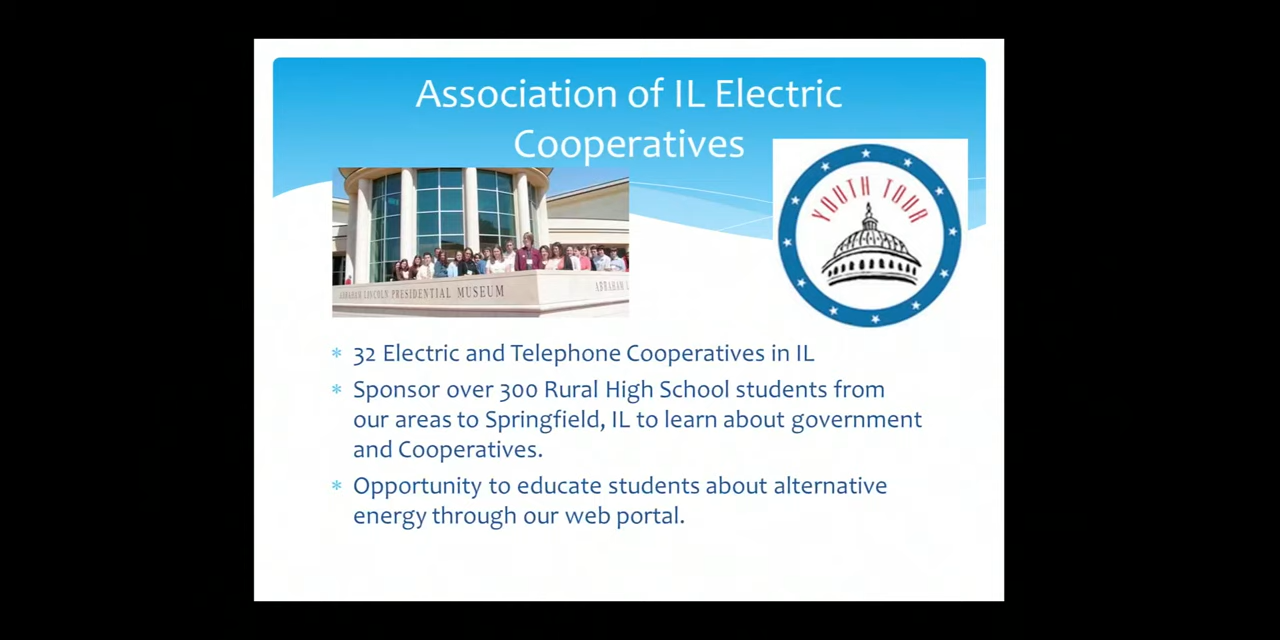 Association of IL Electric
Cooperatives
YOUTH TOUR
ABRAHAM LINCOLN PRESIDENTIAL MUSEUM
ABRAHAM L
* 32 Electric and Telephone Cooperatives in IL
* Sponsor over 300 Rural High School students from
our areas to Springfield, IL to learn about government
and Cooperatives.
* Opportunity to educate students about alternative
energy through our web portal.